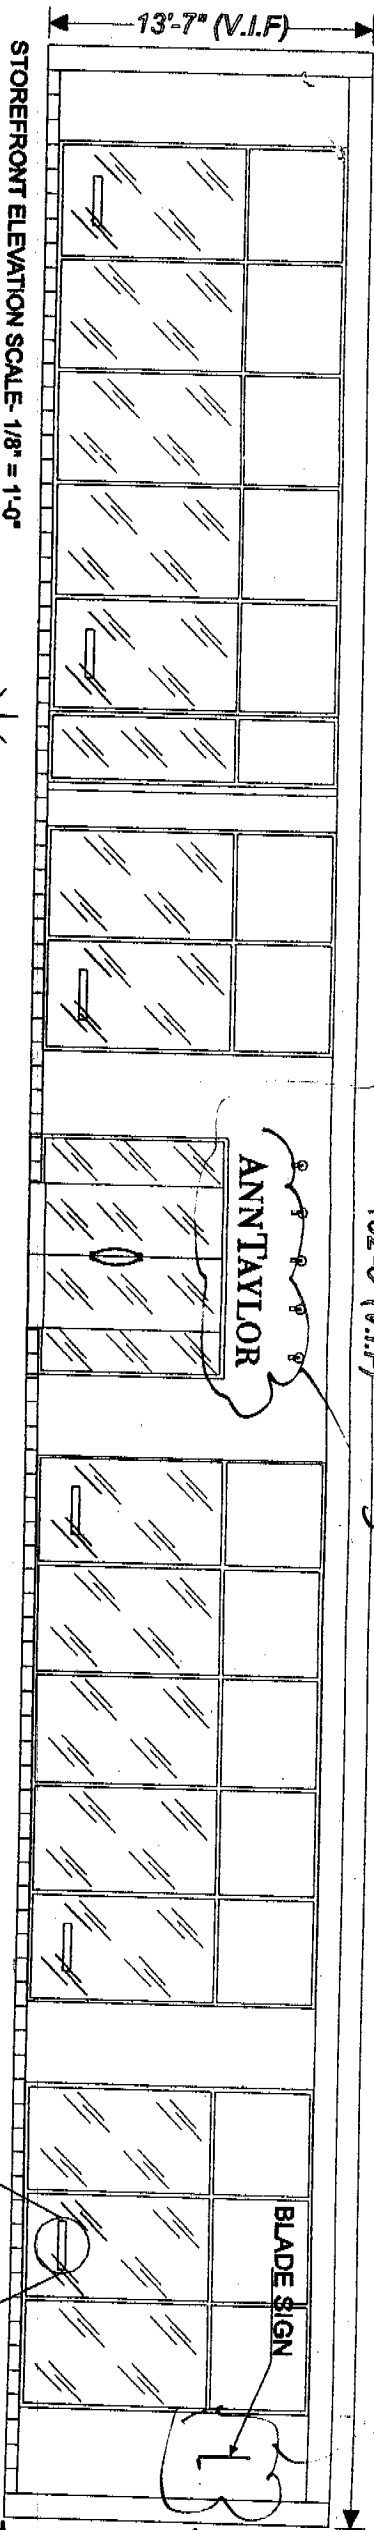 13'-7" (V.I.F)
ANNTAYLOR
BLADE SIGN
STOREFRONT ELEVATION SCALE- 1/8" = 1'-0"